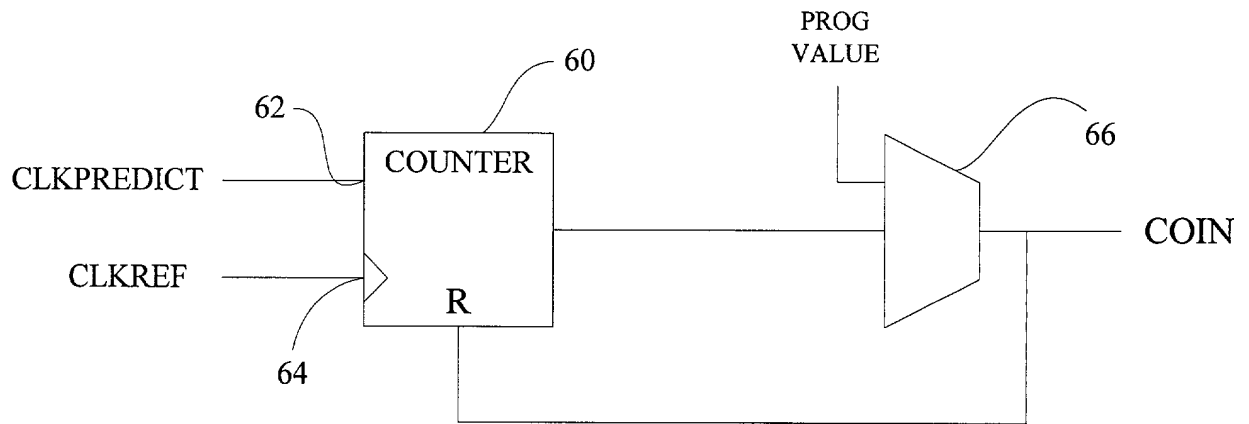 PROG
VALUE
60
62
66
COUNTER
CLKPREDICT
COIN
CLKREF
R
64